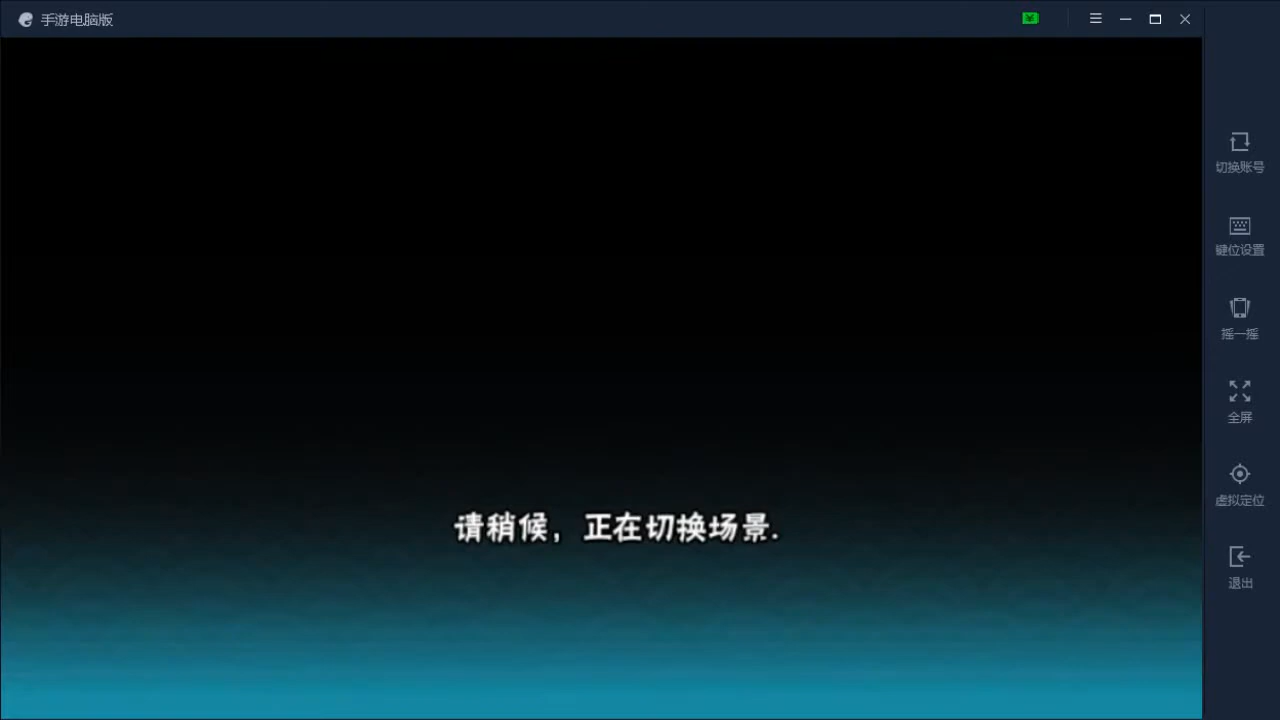 手游电脑版
切换账号
键位设置
摇一摇
全屏
虚拟定位
退出
请稍候，正在切换场景.